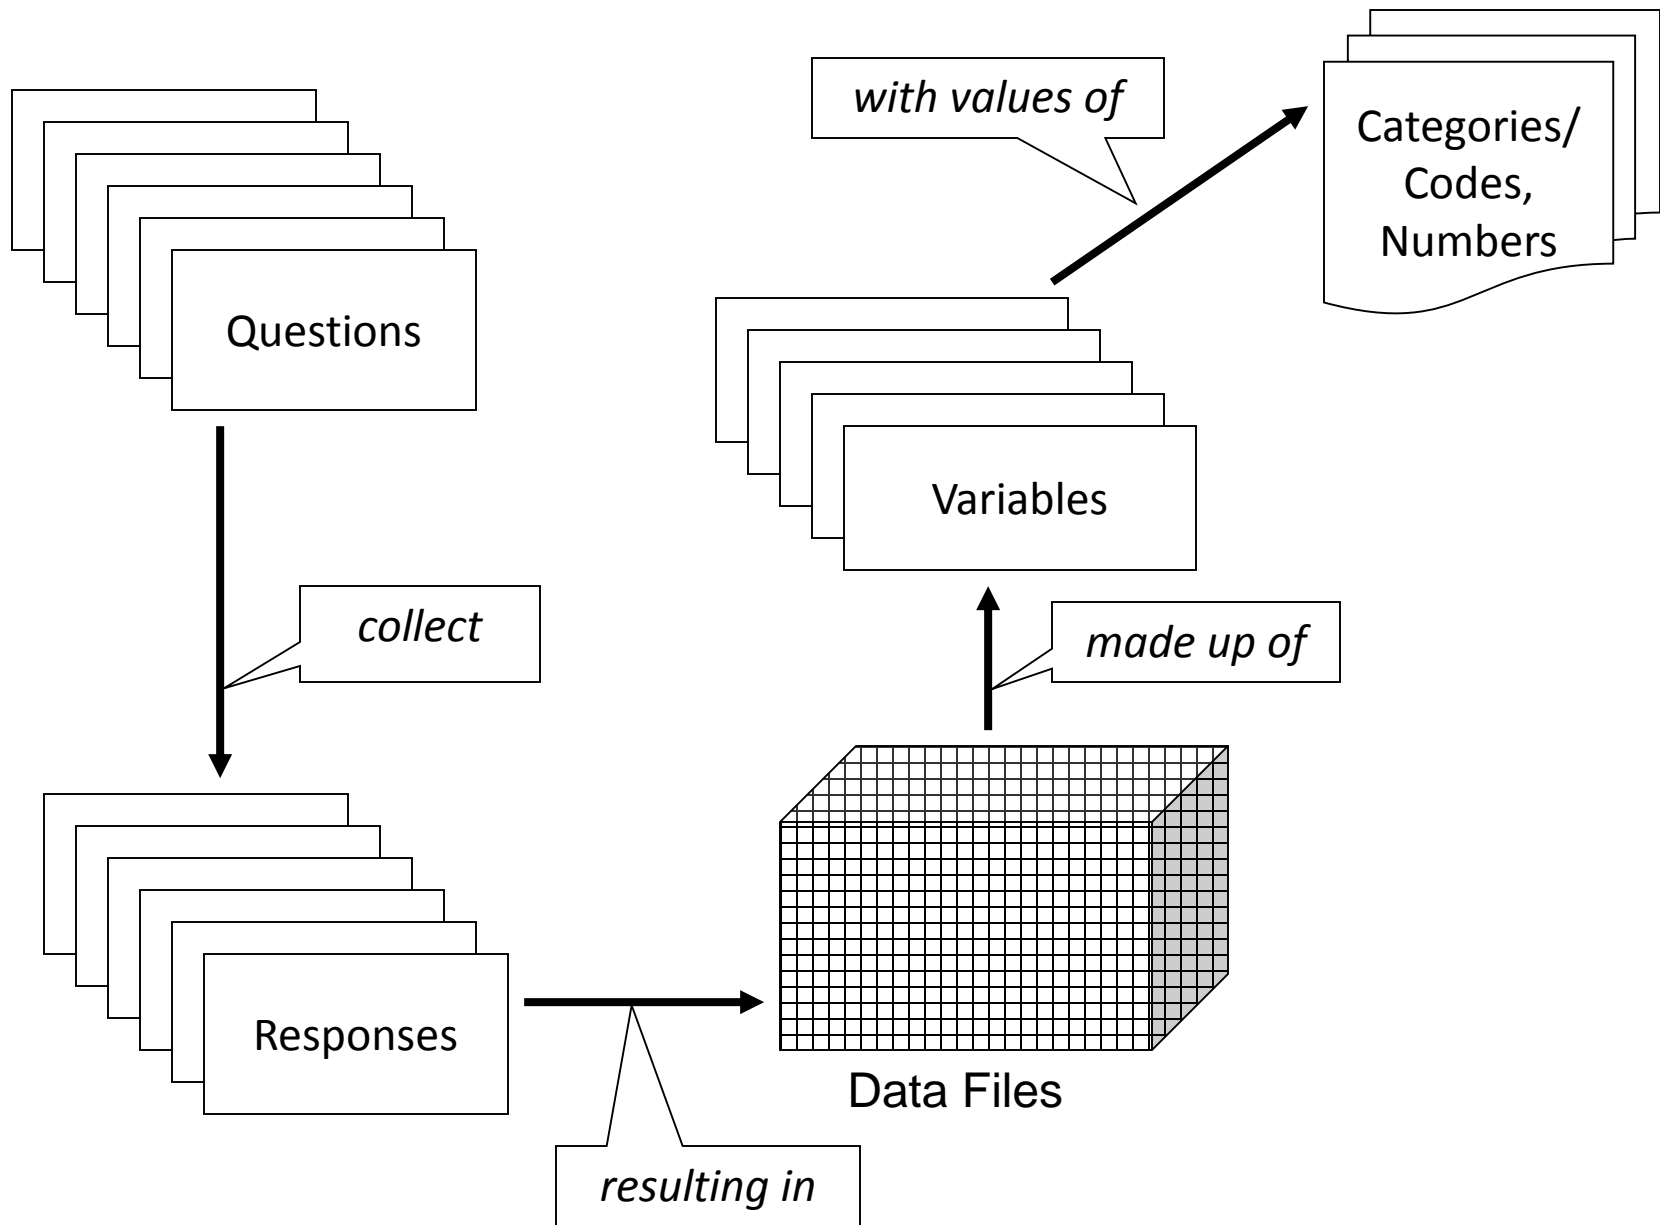 with values of
Categories/
Codes,
Numbers
Questions
Variables
collect
made up of
Responses
Data Files
resulting in